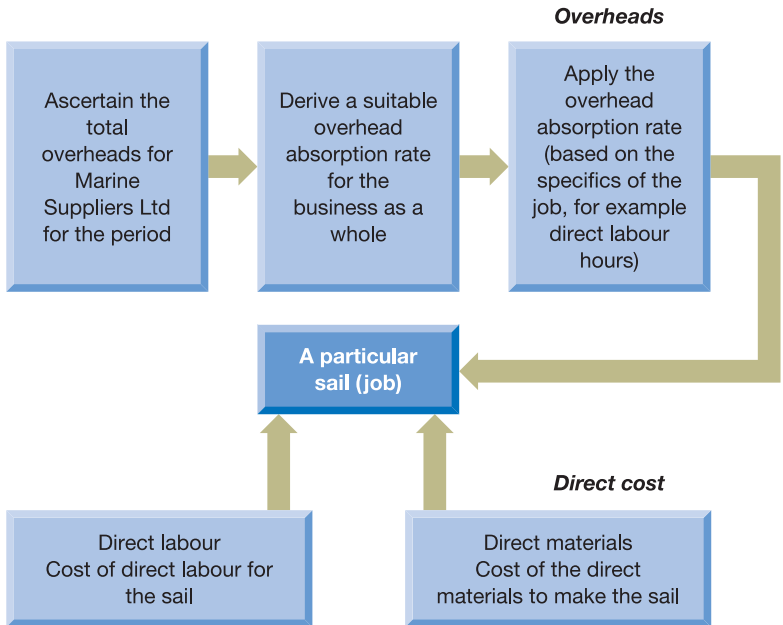 Overheads
Ascertain the
total
overheads for
Marine
Suppliers Ltd
for the period
Derive a suitable
overhead
absorption rate
for the
business as a
whole
Apply the
overhead
absorption rate
(based on the
specifics of the
job, for example
direct labour
hours)
A particular
sail (job)
Direct cost
Direct labour
Cost of direct labour for
the sail
Direct materials
Cost of the direct
materials to make the sail